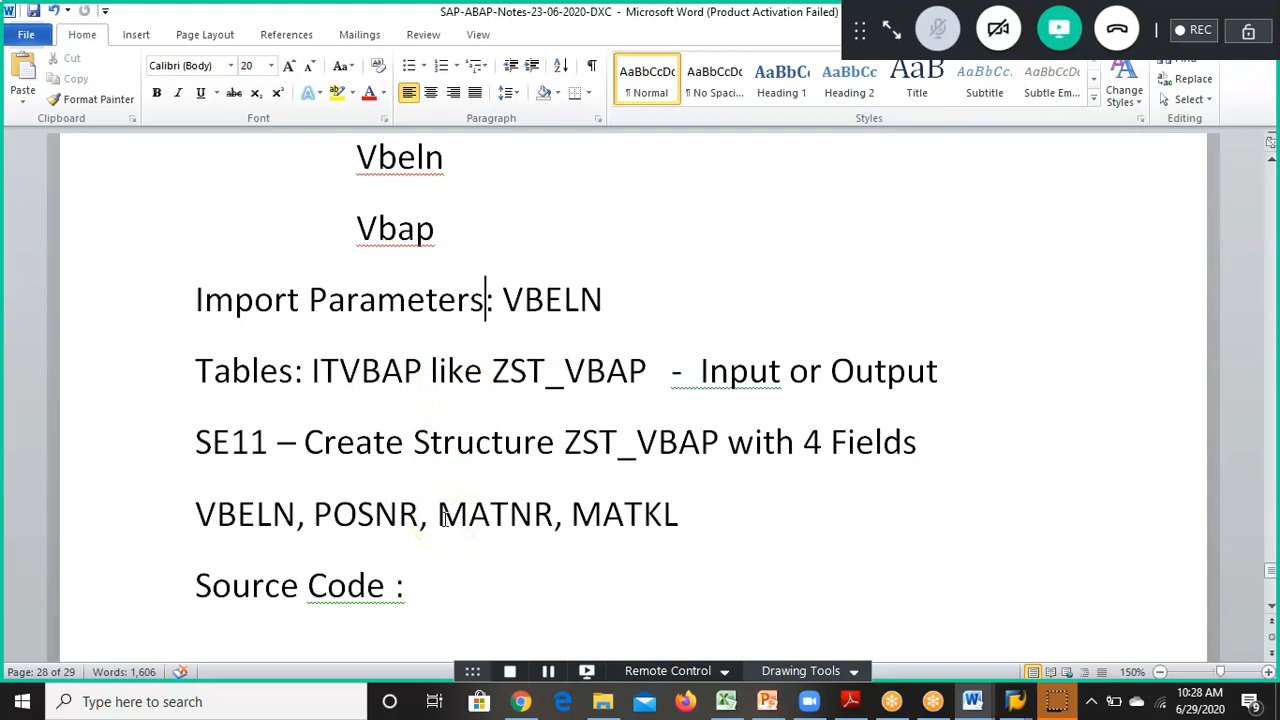 SAP-ABAP-Notes-23-06-2020-DXC - Microsoft Word (Product Activation Failed)
REC
File Home Insert Page Layout References Mailings Review View
Paste
Cut
Copy
Format Painter
Clipboard
Calibri (Body) 20
Font
Paragraph
AaBbCcDc AaBbCcDc AaBbCc AaBbCc AaB AaBbCcL AaBbCcDc
¶ Normal ¶ No Spaci... Heading 1 Heading 2 Title Subtitle Subtle Em...
Styles
Change Styles
Replace
Select
Editing
Vbeln
Vbap
Import Parameters: VBELN
Tables: ITVBAP like ZST_VBAP - Input or Output
SE11 – Create Structure ZST_VBAP with 4 Fields
VBELN, POSNR, MATNR, MATKL
Source Code :
Page: 28 of 29 Words: 1,606
Remote Control Drawing Tools
150%
Type here to search
10:28 AM
6/29/2020
9